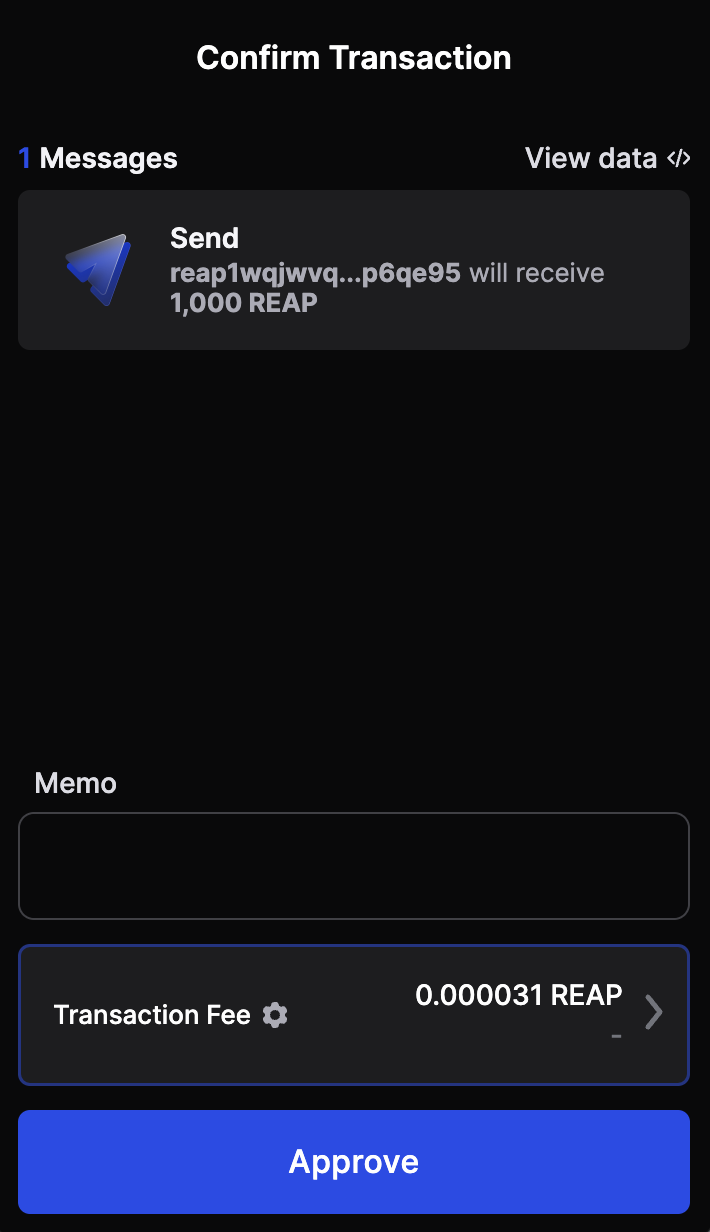 Confirm Transaction
1 Messages
View data </>
Send
reap1wqjwvq...p6qe95 will receive
1,000 REAP
Memo
Transaction Fee
0.000031 REAP
-
Approve